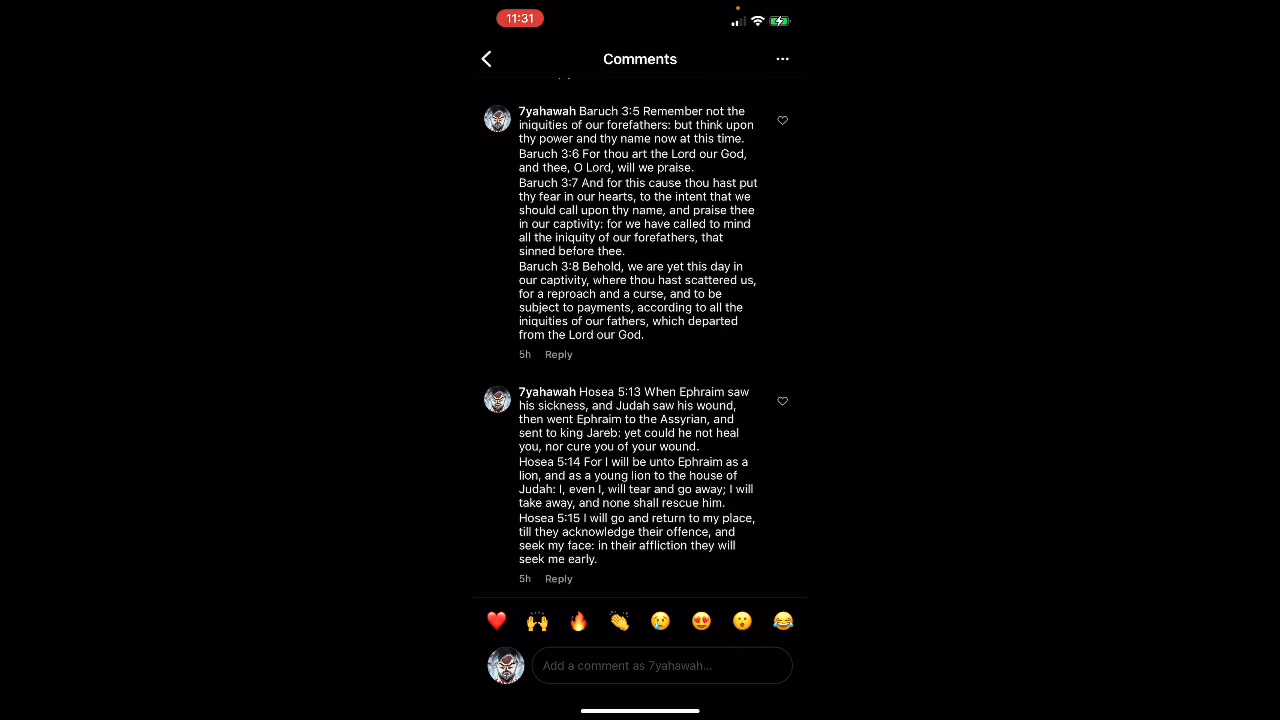 11:31
Comments
7yahawah Baruch 3:5 Remember not the
iniquities of our forefathers: but think upon
thy power and thy name now at this time.
Baruch 3:6 For thou art the Lord our God,
and thee, O Lord, will we praise.
Baruch 3:7 And for this cause thou hast put
thy fear in our hearts, to the intent that we
should call upon thy name, and praise thee
in our captivity: for we have called to mind
all the iniquity of our forefathers, that
sinned before thee.
Baruch 3:8 Behold, we are yet this day in
our captivity, where thou hast scattered us,
for a reproach and a curse, and to be
subject to payments, according to all the
iniquities of our fathers, which departed
from the Lord our God.
5h Reply
7yahawah Hosea 5:13 When Ephraim saw
his sickness, and Judah saw his wound,
then went Ephraim to the Assyrian, and
sent to king Jareb: yet could he not heal
you, nor cure you of your wound.
Hosea 5:14 For I will be unto Ephraim as a
lion, and as a young lion to the house of
Judah: I, even I, will tear and go away; I will
take away, and none shall rescue him.
Hosea 5:15 I will go and return to my place,
till they acknowledge their offence, and
seek my face: in their affliction they will
seek me early.
5h Reply
Add a comment as 7yahawah...